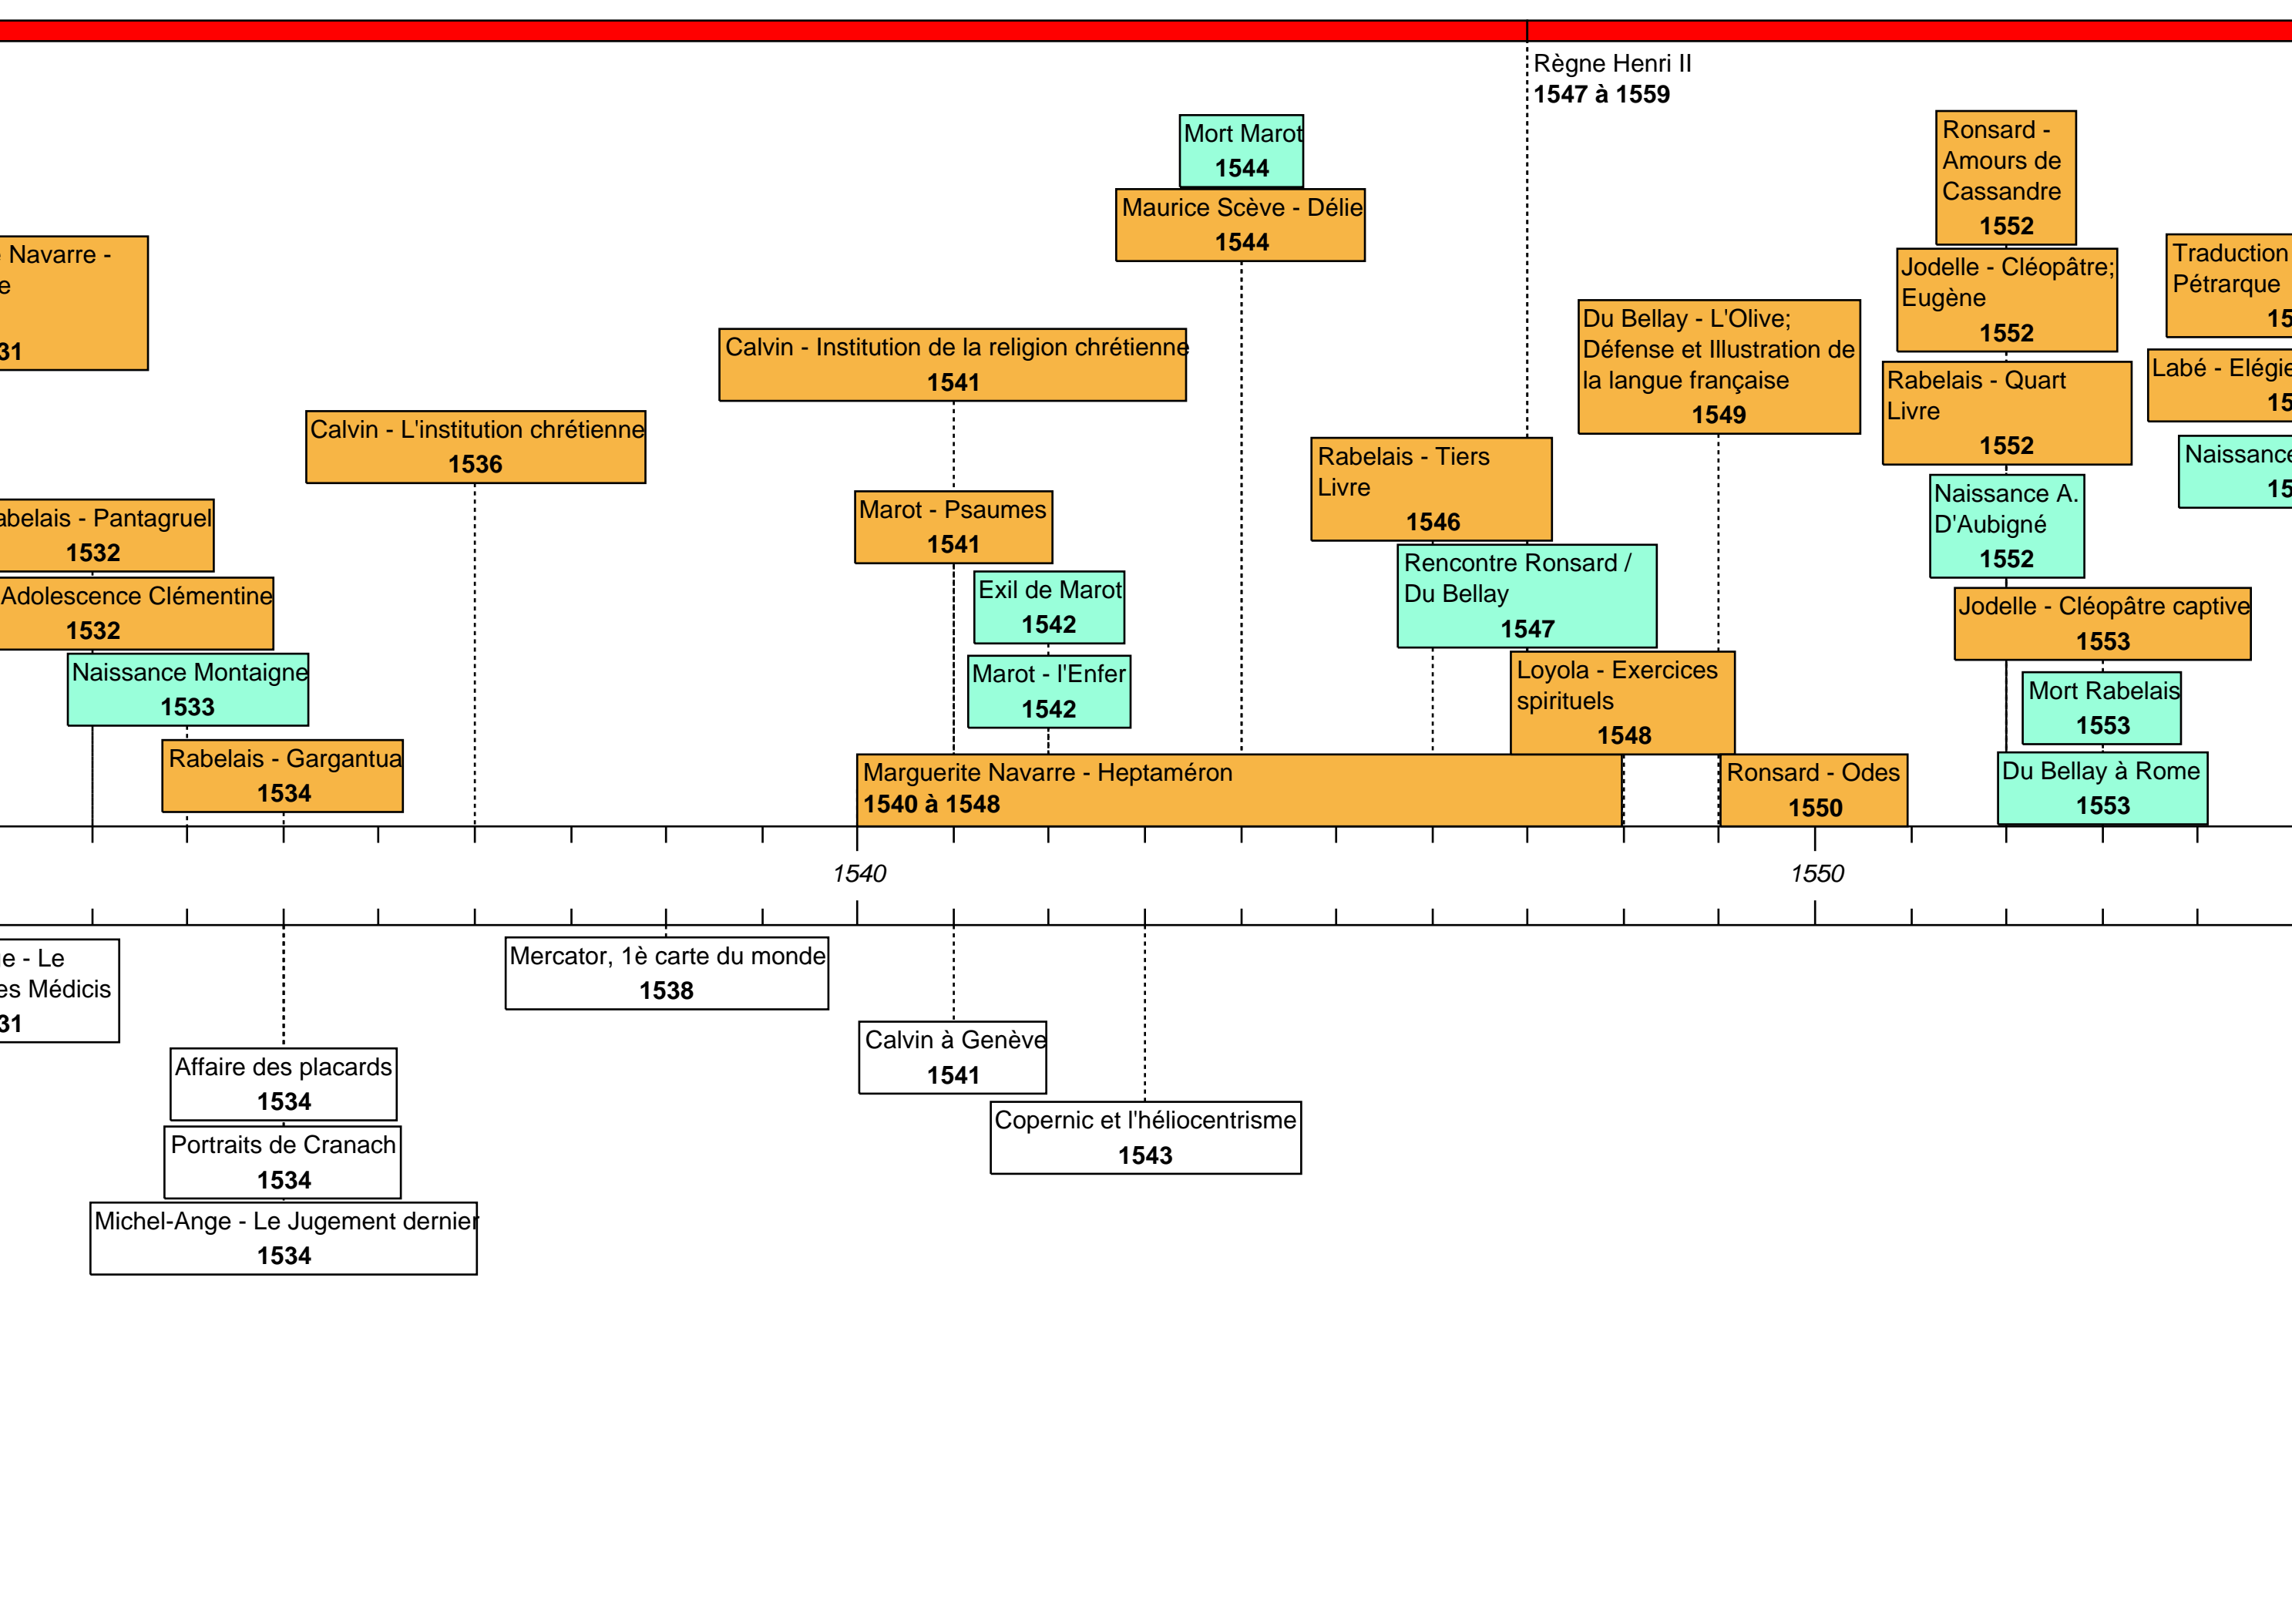 Règne Henri II
1547 à 1559
Mort Marot
1544
Maurice Scève - Délie
1544
Ronsard -
Amours de
Cassandre
1552
Navarre -
e
31
Jodelle - Cléopâtre;
Eugène
1552
Traduction
Pétrarque
15
Calvin - Institution de la religion chrétienne
1541
Du Bellay - L'Olive;
Défense et Illustration de
la langue française
1549
Rabelais - Quart
Livre
1552
Labé - Elégie
15
Calvin - L'institution chrétienne
1536
Rabelais - Tiers
Livre
1546
Naissance
15
abelais - Pantagruel
1532
Marot - Psaumes
1541
Naissance A.
D'Aubigné
1552
Adolescence Clémentine
1532
Exil de Marot
1542
Rencontre Ronsard /
Du Bellay
1547
Jodelle - Cléopâtre captive
1553
Naissance Montaigne
1533
Marot - l'Enfer
1542
Loyola - Exercices
spirituels
1548
Mort Rabelais
1553
Rabelais - Gargantua
1534
Marguerite Navarre - Heptaméron
1540 à 1548
Ronsard - Odes
1550
Du Bellay à Rome
1553
1540
1550
e - Le
es Médicis
31
Mercator, 1è carte du monde
1538
Calvin à Genève
1541
Affaire des placards
1534
Copernic et l'héliocentrisme
1543
Portraits de Cranach
1534
Michel-Ange - Le Jugement dernier
1534